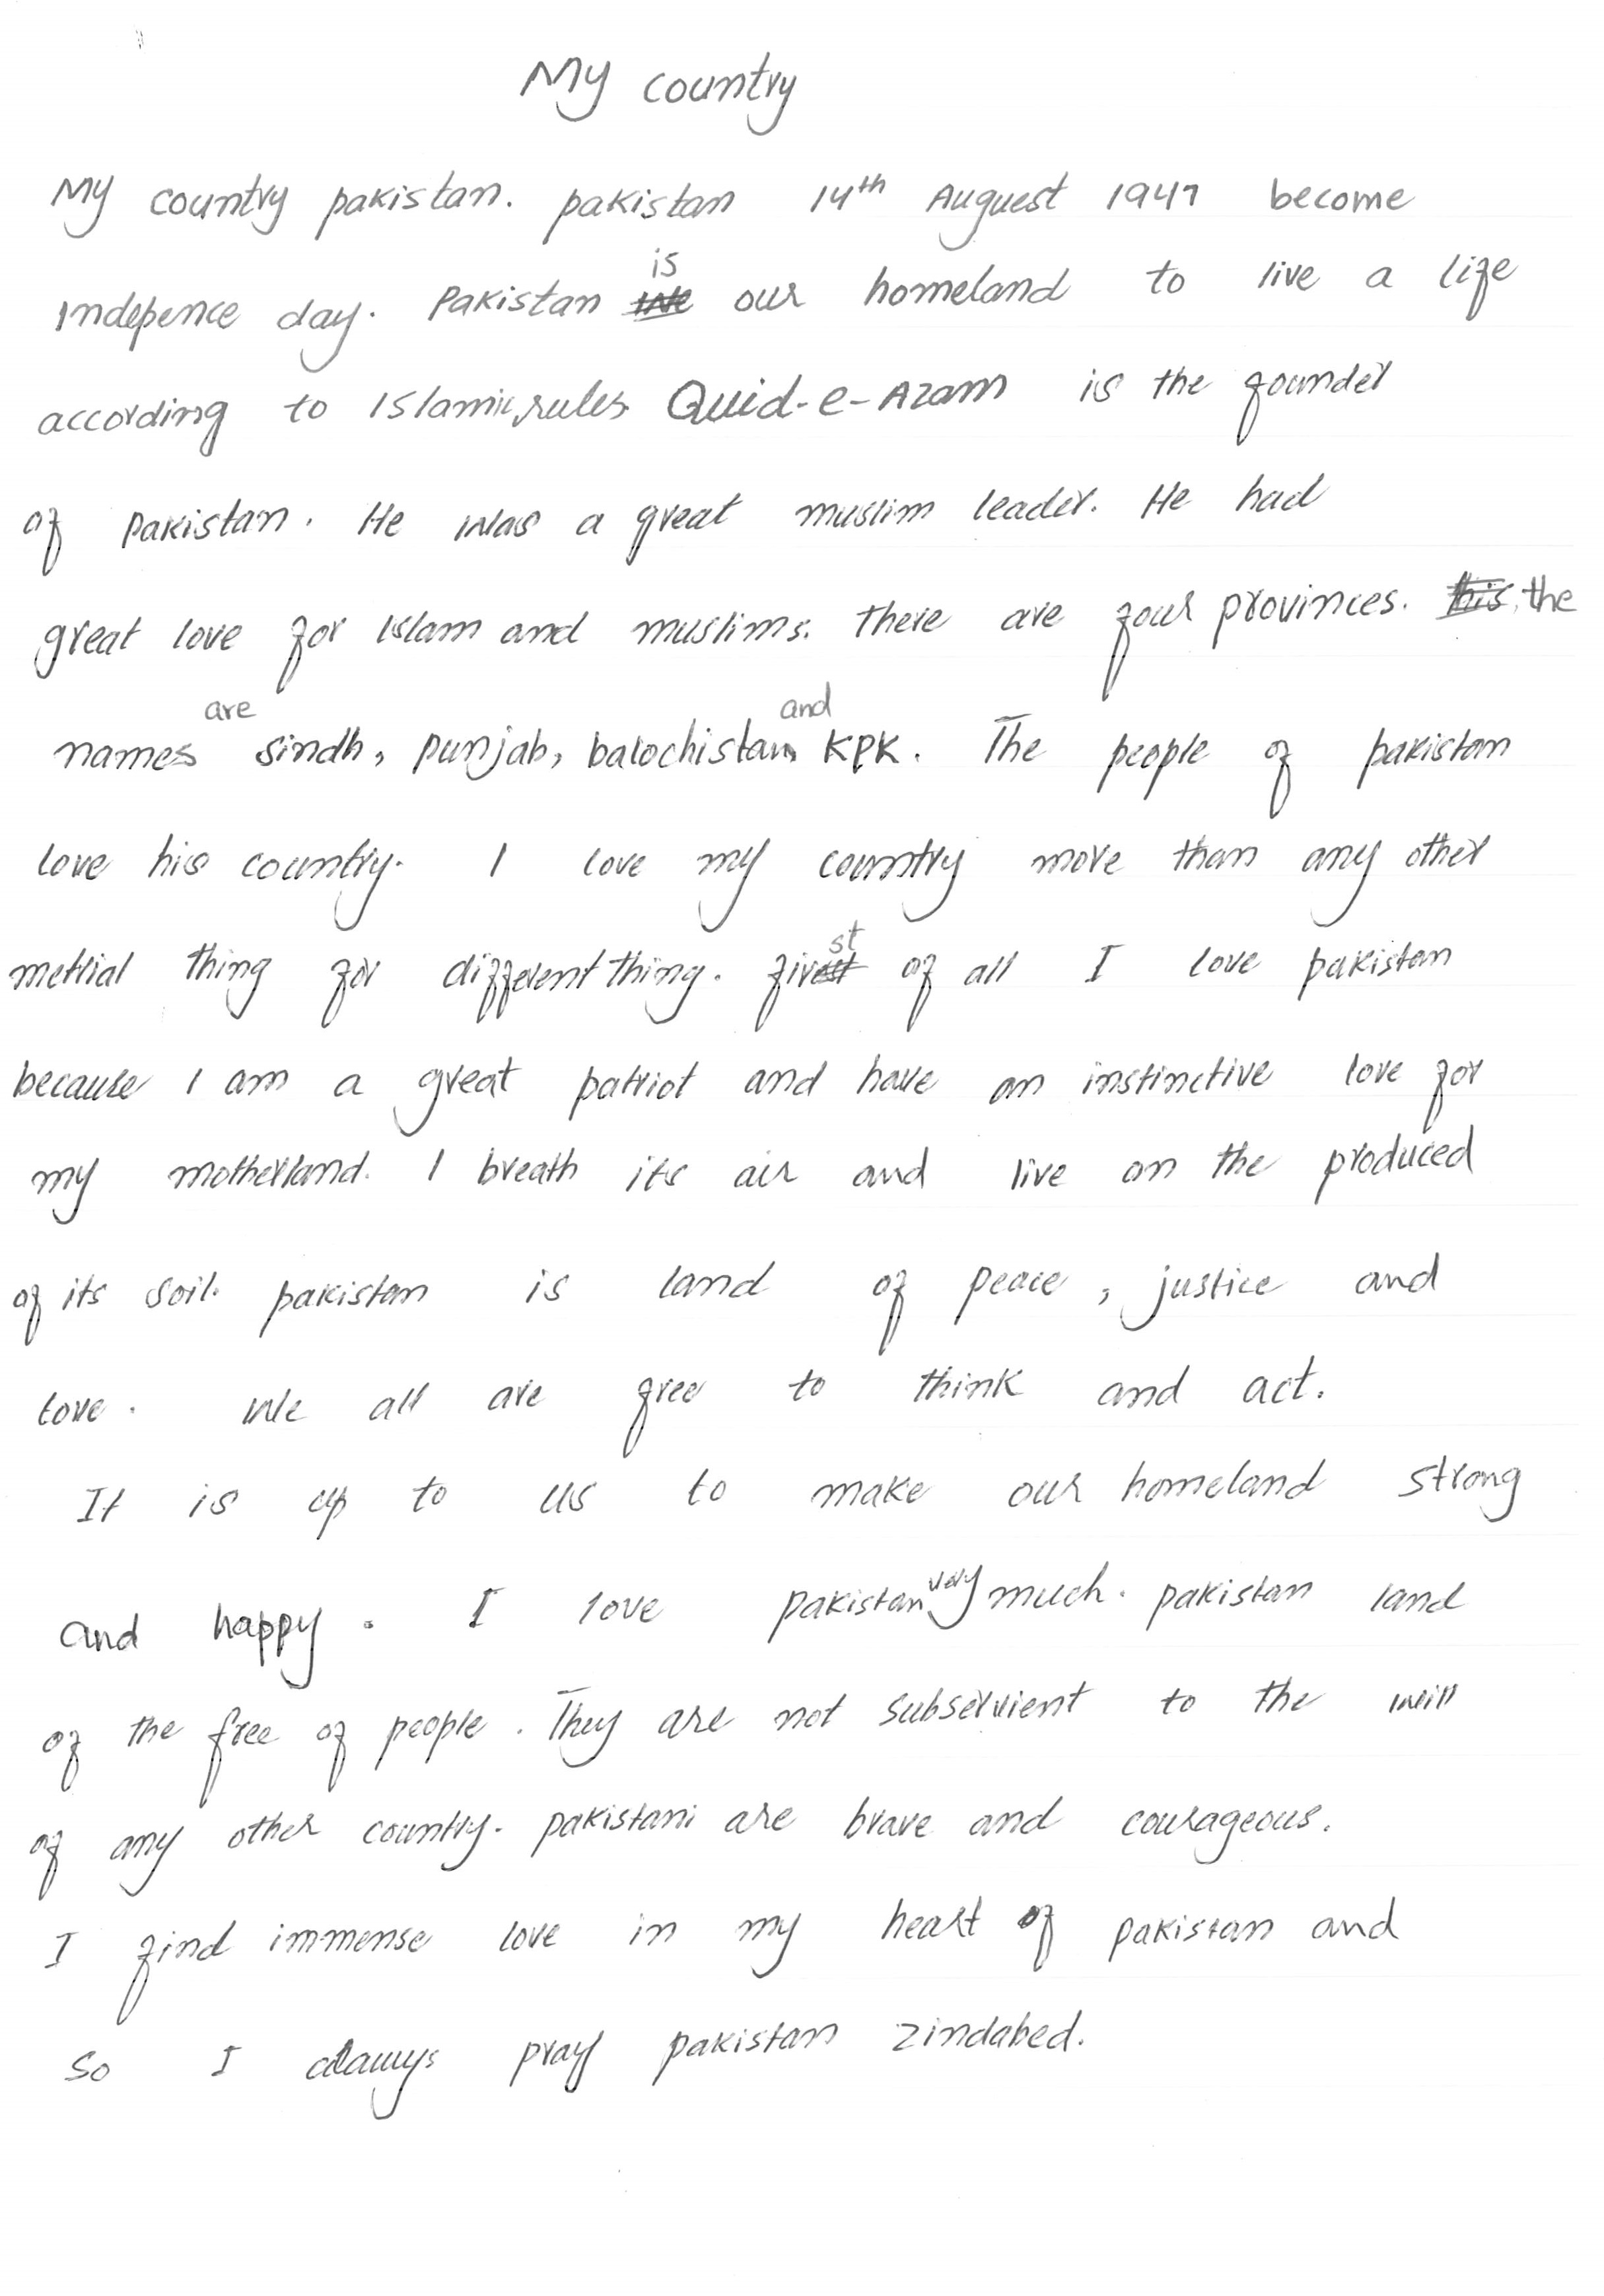 My country
My country pakistan. pakistan 14th Auguest 1947 become
Indepence day. Pakistan is our homeland to live a life
according to Islamic rules Quid-e-Azam is the founder
of pakistan. He was a great muslim leader. He had
great love for Islam and muslims. there are four provinces. the
names are sindh, punjab, balochistan and KPK. The people of pakistan
love his country. I love my country more than any other
metrial thing for different thing. first of all I love pakistan
because I am a great patriot and have an instinctive love for
my motherland. I breath its air and live on the produced
of its soil. pakistan is land of peace, justice and
love. We all are free to think and act.
It is up to us to make our homeland strong
and happy. I love pakistan very much. pakistan land
of the free of people. They are not subservient to the will
of any other country. pakistani are brave and courageous.
I find immense love in my heart of pakistan and
so I alawys pray pakistan zindabed.